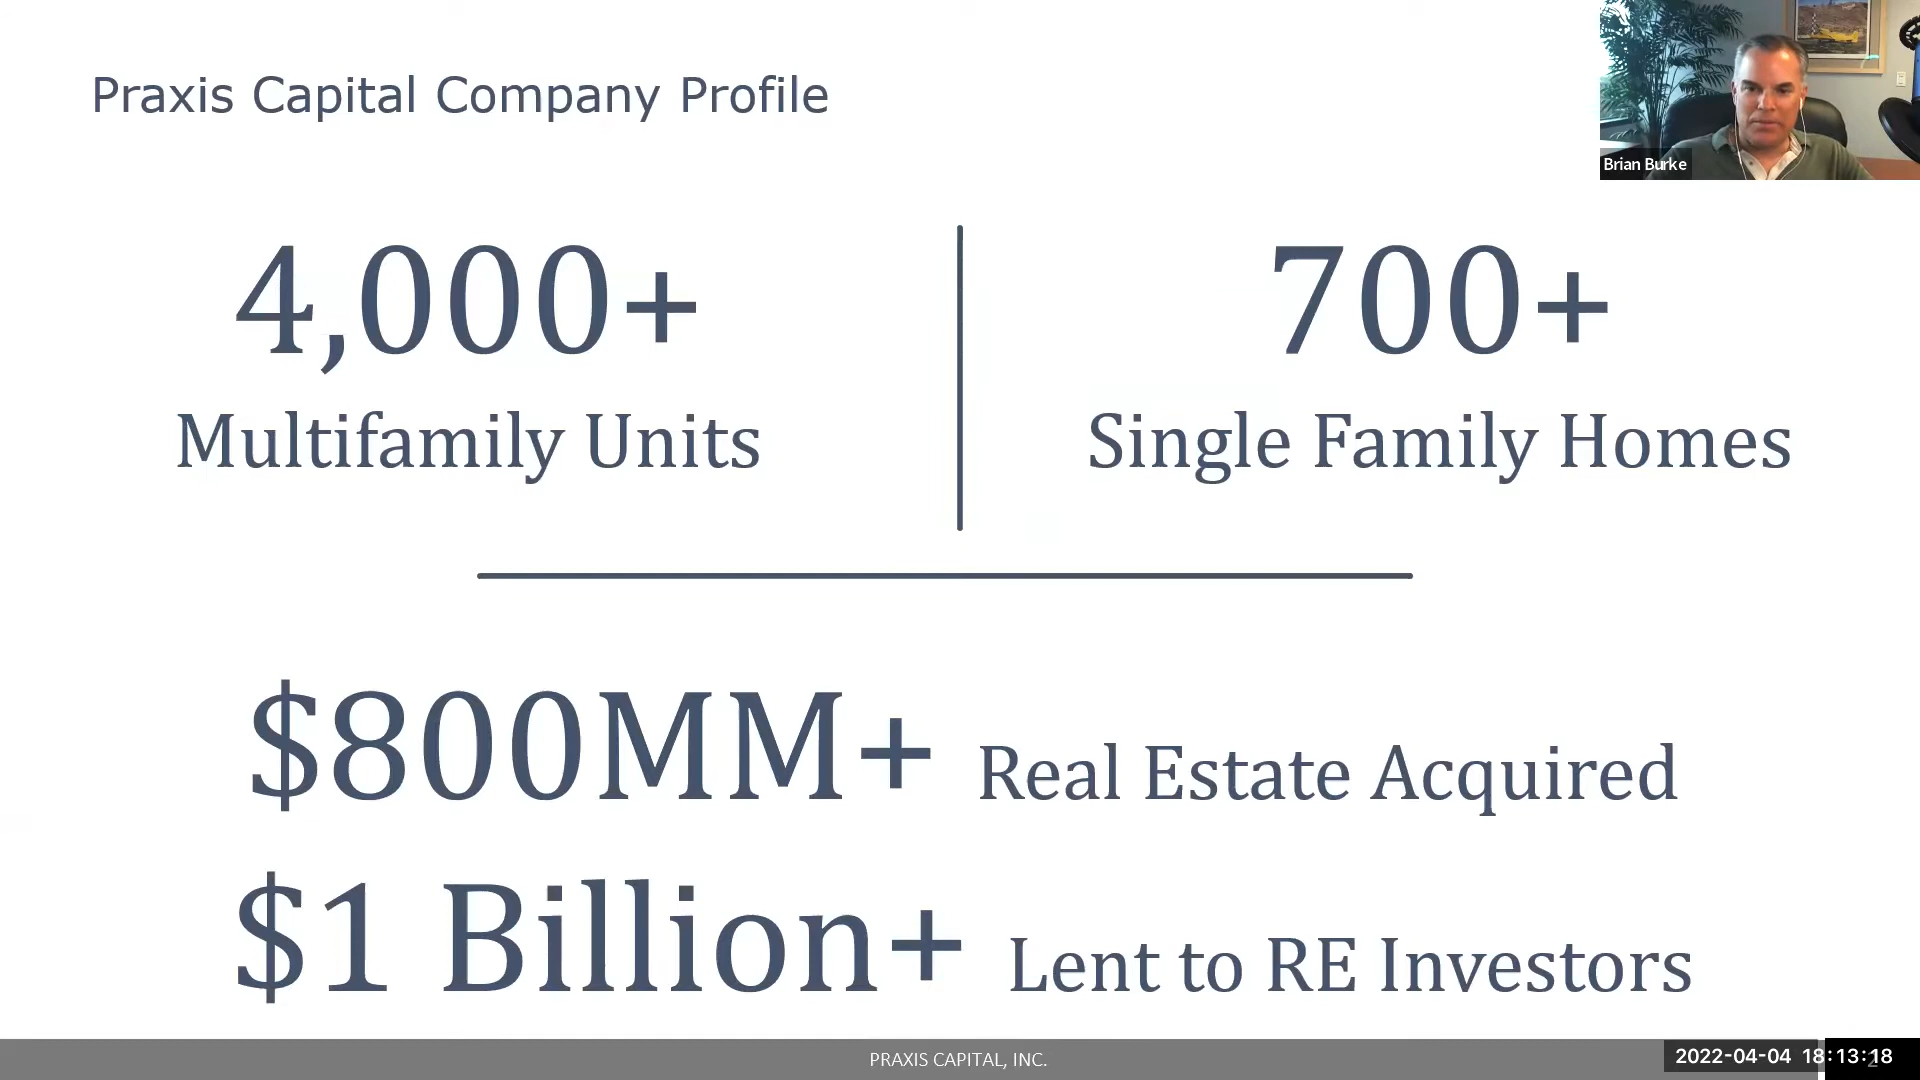 Praxis Capital Company Profile
Brian Burke
4,000+
Multifamily Units
700+
Single Family Homes
$800MM+ Real Estate Acquired
$1 Billion+ Lent to RE Investors
PRAXIS CAPITAL, INC.
2022-04-04 18:13:18
2